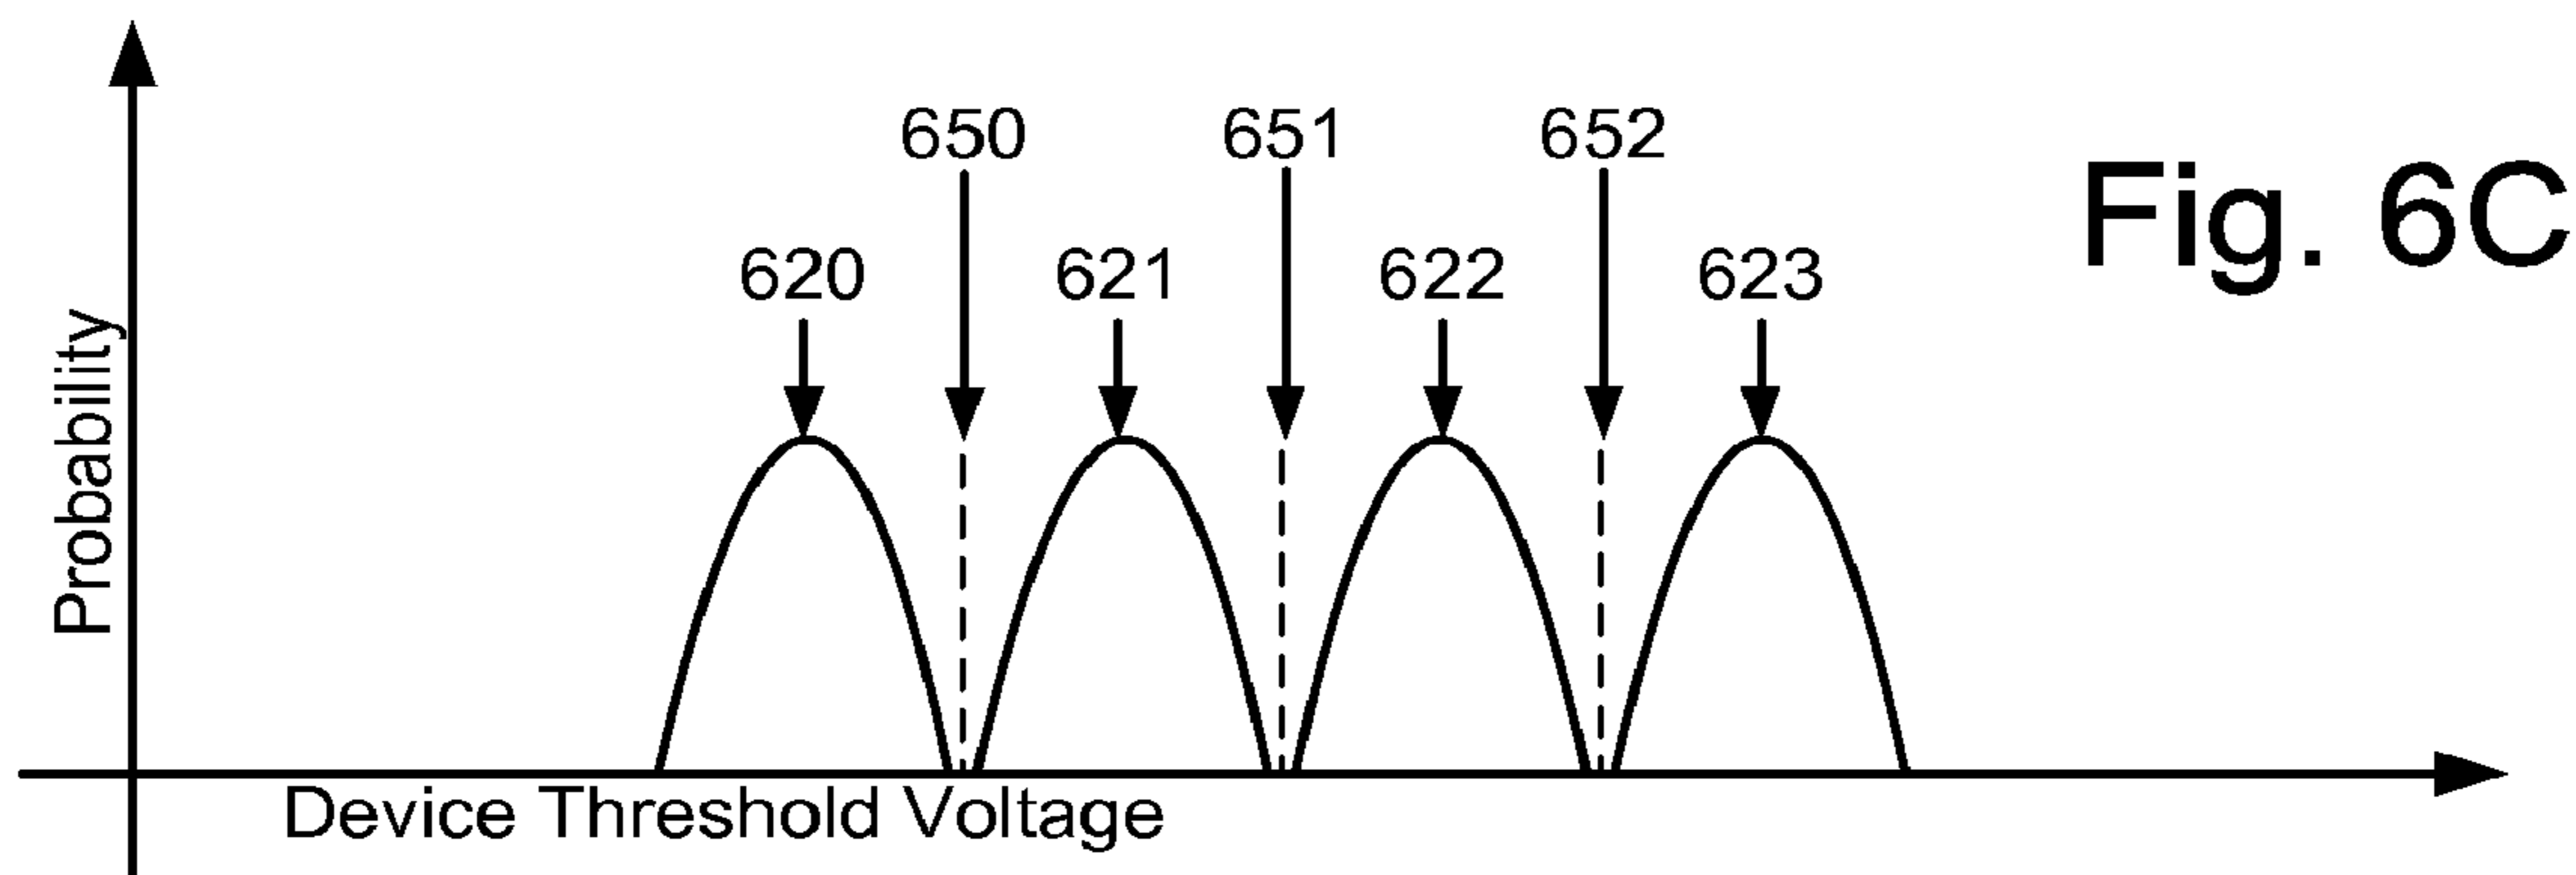 650 651 652
Fig. 6C
620 621 622 623
Probability
Device Threshold Voltage